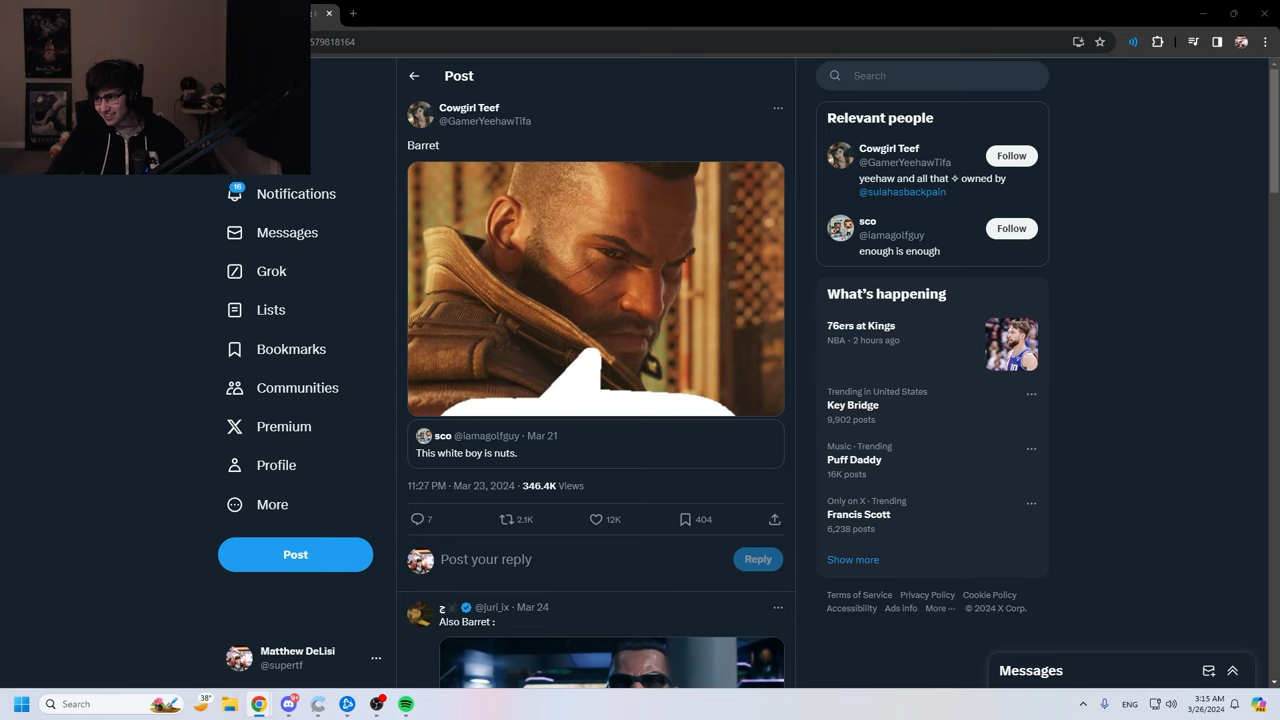 579818164
Post
Search
Cowgirl Teef
@GamerYeehawTifa
Barret
sco @iamagolfguy · Mar 21
This white boy is nuts.
11:27 PM · Mar 23, 2024 · 346.4K Views
7
2.1K
12K
404
Post your reply
Reply
ج @juri_ix · Mar 24
Also Barret :
16
Notifications
Messages
Grok
Lists
Bookmarks
Communities
Premium
Profile
More
Post
Matthew DeLisi
@supertf
Relevant people
Cowgirl Teef
@GamerYeehawTifa
Follow
yeehaw and all that ✧ owned by
@sulahasbackpain
sco
@iamagolfguy
Follow
enough is enough
What's happening
76ers at Kings
NBA · 2 hours ago
Trending in United States
Key Bridge
9,902 posts
Music · Trending
Puff Daddy
16K posts
Only on X · Trending
Francis Scott
6,238 posts
Show more
Terms of Service Privacy Policy Cookie Policy
Accessibility Ads info More ··· © 2024 X Corp.
Messages
Search
38°
ENG
3:15 AM
3/26/2024